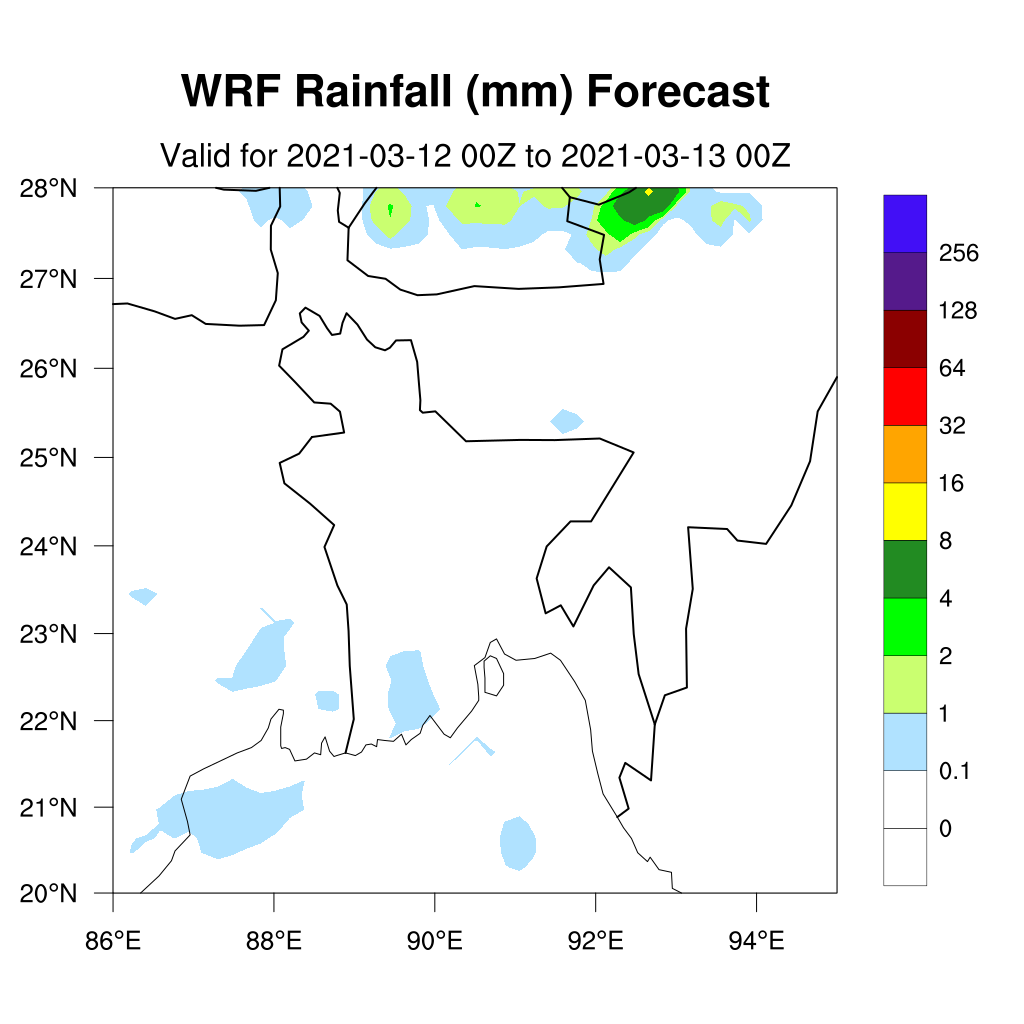 WRF Rainfall (mm) Forecast
Valid for 2021-03-12 00Z to 2021-03-13 00Z
28°N
27°N
26°N
25°N
24°N
23°N
22°N
21°N
20°N
86°E 88°E 90°E 92°E 94°E
256
128
64
32
16
8
4
2
1
0.1
0